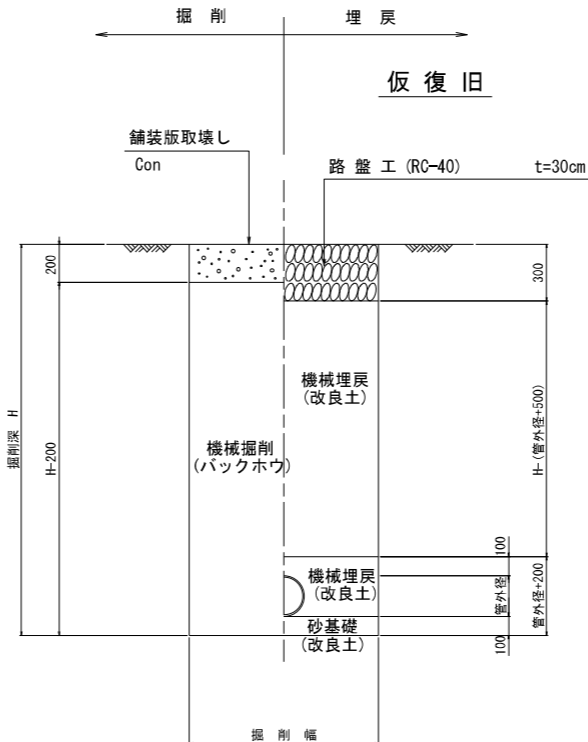 掘 削
埋 戻
仮 復 旧
舗装版取壊し
Con
路 盤 工 (RC-40) t=30cm
200
300
機械埋戻
(改良土)
掘削深 H
H-200
機械掘削
(バックホウ)
H-(管外径+500)
100
機械埋戻
(改良土)
管外径
管外径+200
砂基礎
(改良土)
100
掘 削 幅